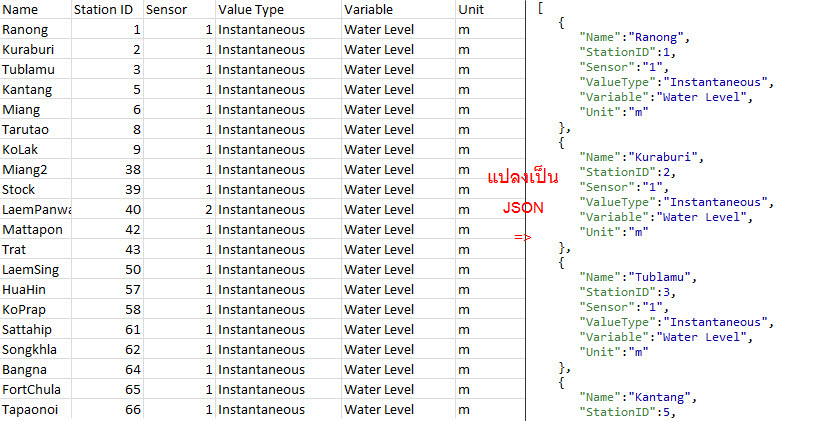 Name Station ID Sensor Value Type Variable Unit
Ranong 1 1 Instantaneous Water Level m
Kuraburi 2 1 Instantaneous Water Level m
Tublamu 3 1 Instantaneous Water Level m
Kantang 5 1 Instantaneous Water Level m
Miang 6 1 Instantaneous Water Level m
Tarutao 8 1 Instantaneous Water Level m
KoLak 9 1 Instantaneous Water Level m
Miang2 38 1 Instantaneous Water Level m
Stock 39 1 Instantaneous Water Level m
LaemPanwa 40 2 Instantaneous Water Level m
Mattapon 42 1 Instantaneous Water Level m
Trat 43 1 Instantaneous Water Level m
LaemSing 50 1 Instantaneous Water Level m
HuaHin 57 1 Instantaneous Water Level m
KoPrap 58 1 Instantaneous Water Level m
Sattahip 61 1 Instantaneous Water Level m
Songkhla 62 1 Instantaneous Water Level m
Bangna 64 1 Instantaneous Water Level m
FortChula 65 1 Instantaneous Water Level m
Tapaonoi 66 1 Instantaneous Water Level m
แปลงเป็น
JSON
=>
[
{
"Name":"Ranong",
"StationID":1,
"Sensor":"1",
"ValueType":"Instantaneous",
"Variable":"Water Level",
"Unit":"m"
},
{
"Name":"Kuraburi",
"StationID":2,
"Sensor":"1",
"ValueType":"Instantaneous",
"Variable":"Water Level",
"Unit":"m"
},
{
"Name":"Tublamu",
"StationID":3,
"Sensor":"1",
"ValueType":"Instantaneous",
"Variable":"Water Level",
"Unit":"m"
},
{
"Name":"Kantang",
"StationID":5,